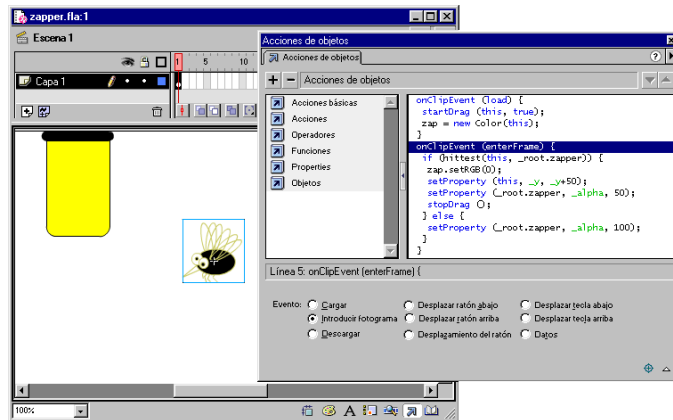 zapper.fla:1
Escena 1
1 5 10
Capa 1
100%
Acciones de objetos
Acciones de objetos
Acciones de objetos
Acciones básicas
Acciones
Operadores
Funciones
Properties
Objetos
onClipEvent (load) {
startDrag (this, true);
zap = new Color(this);
}
onClipEvent (enterFrame) {
if (hittest(this, _root.zapper)) {
zap.setRGB(0);
setProperty (this, _y, _y+50);
setProperty (_root.zapper, _alpha, 50);
stopDrag ();
} else {
setProperty (_root.zapper, _alpha, 100);
}
}
Línea 5: onClipEvent (enterFrame) {
Evento: Cargar Desplazar ratón abajo Desplazar tecla abajo
Introducir fotograma Desplazar ratón arriba Desplazar tecla arriba
Descargar Desplazamiento del ratón Datos